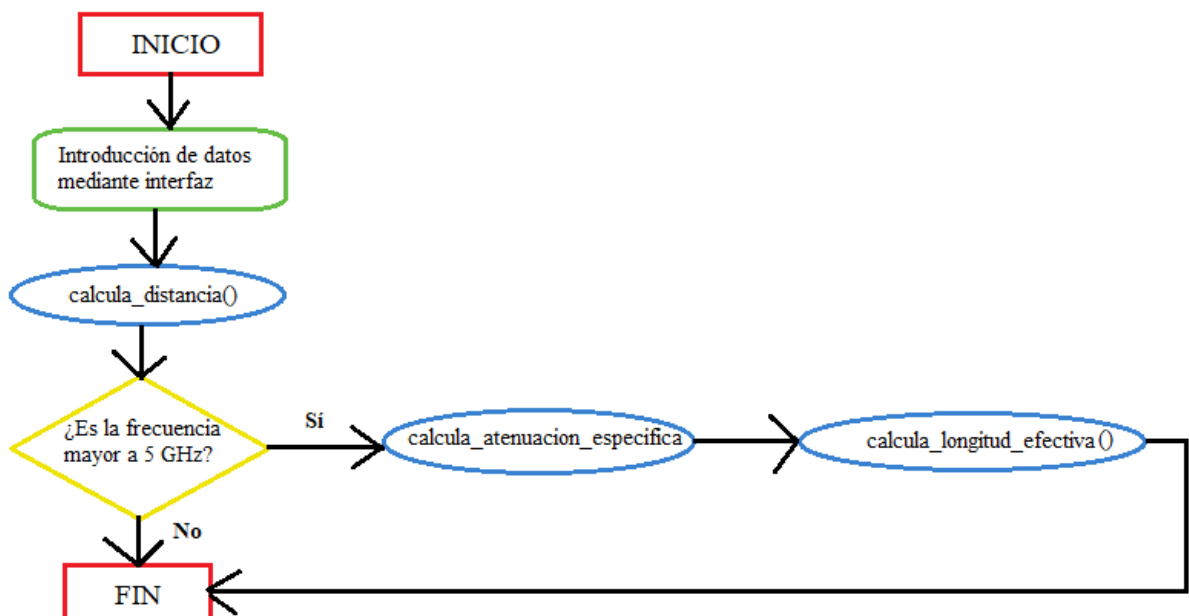 INICIO
Introducción de datos
mediante interfaz
calcula_distancia()
¿Es la frecuencia
mayor a 5 GHz?
Sí
calcula_atenuacion_especifica
calcula_longitud_efectiva()
No
FIN